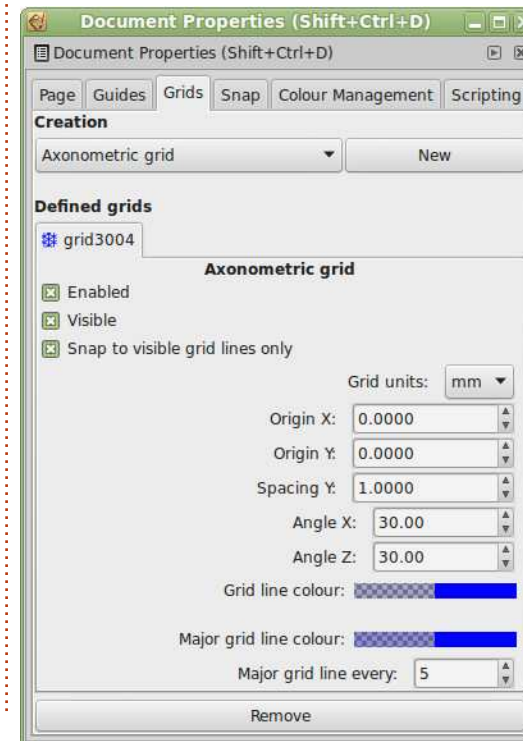 Document Properties (Shift+Ctrl+D)
Document Properties (Shift+Ctrl+D)
Page Guides Grids Snap Colour Management Scripting
Creation
Axonometric grid New
Defined grids
grid3004
Axonometric grid
Enabled
Visible
Snap to visible grid lines only
Grid units: mm
Origin X: 0.0000
Origin Y: 0.0000
Spacing Y: 1.0000
Angle X: 30.00
Angle Z: 30.00
Grid line colour:
Major grid line colour:
Major grid line every: 5
Remove